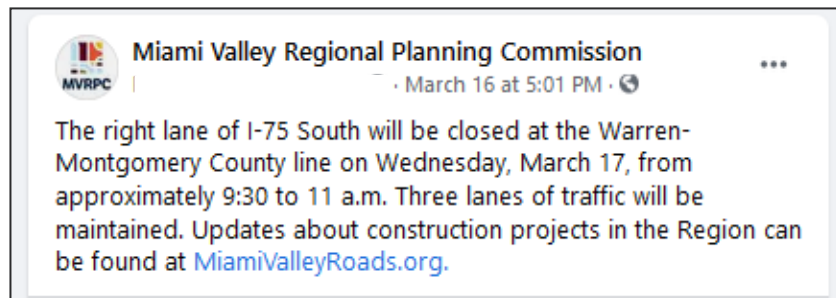 Miami Valley Regional Planning Commission
MVRPC
· March 16 at 5:01 PM ·
The right lane of I-75 South will be closed at the Warren-
Montgomery County line on Wednesday, March 17, from
approximately 9:30 to 11 a.m. Three lanes of traffic will be
maintained. Updates about construction projects in the Region can
be found at MiamiValleyRoads.org.